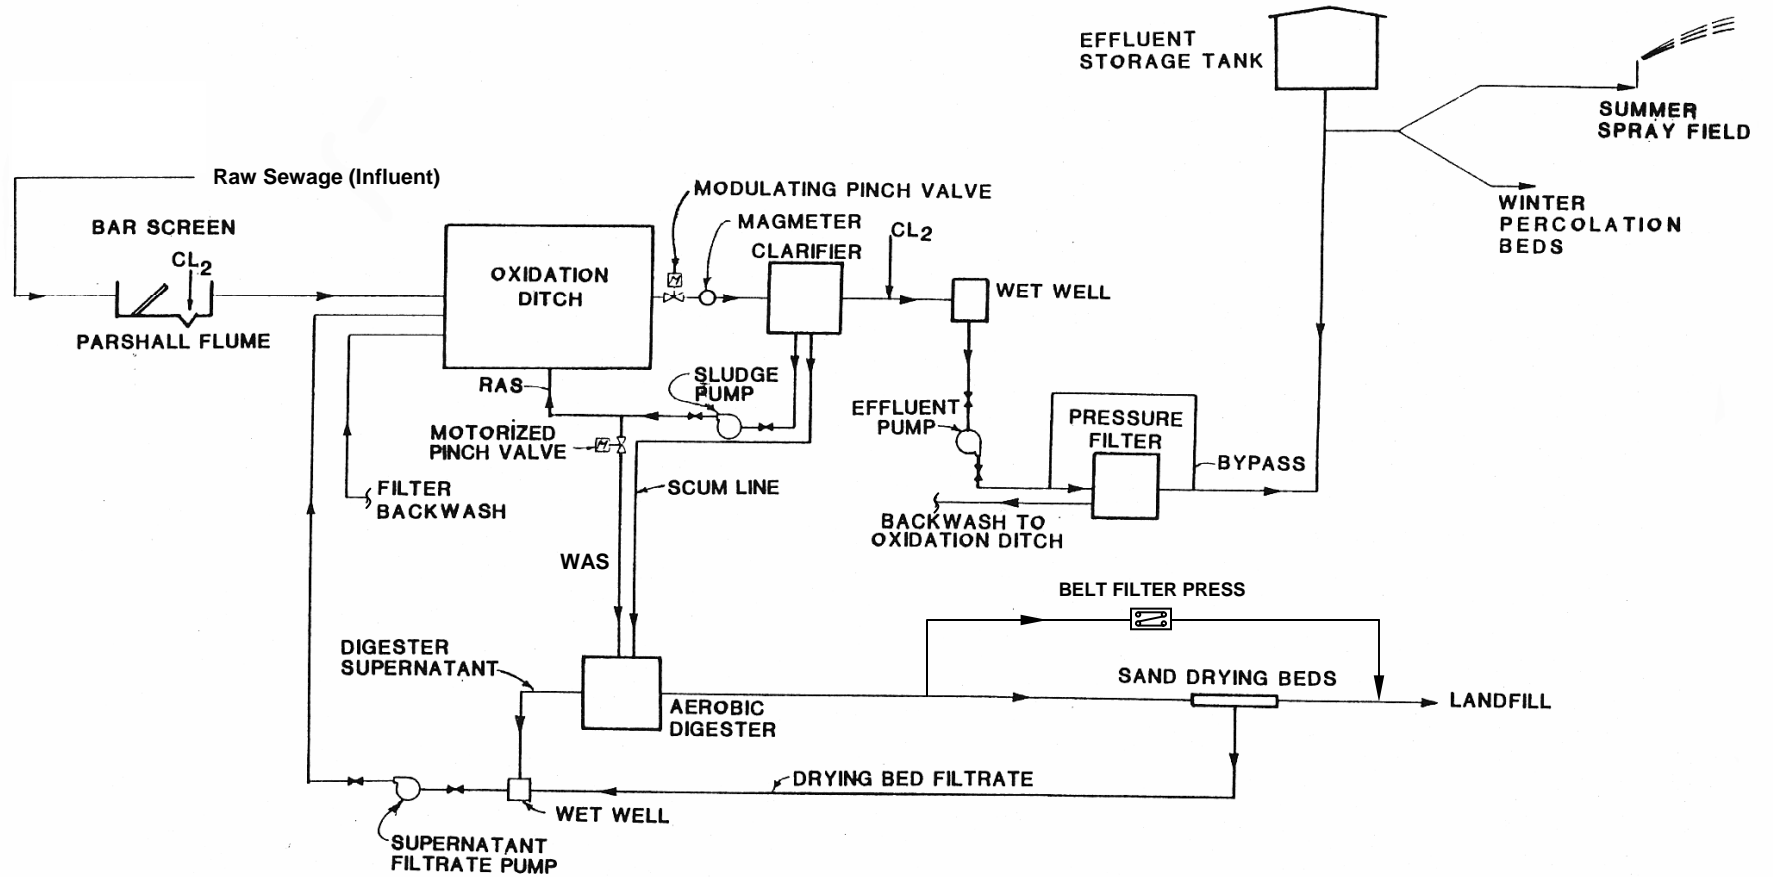 EFFLUENT
STORAGE TANK
SUMMER
SPRAY FIELD
Raw Sewage (Influent)
MODULATING PINCH VALVE
WINTER
PERCOLATION
BEDS
BAR SCREEN
MAGMETER
CLARIFIER
CL2
CL2
OXIDATION
DITCH
WET WELL
PARSHALL FLUME
RAS
SLUDGE
PUMP
EFFLUENT
PUMP
PRESSURE
FILTER
MOTORIZED
PINCH VALVE
BYPASS
FILTER
BACKWASH
SCUM LINE
BACKWASH TO
OXIDATION DITCH
WAS
BELT FILTER PRESS
DIGESTER
SUPERNATANT
SAND DRYING BEDS
LANDFILL
AEROBIC
DIGESTER
DRYING BED FILTRATE
WET WELL
SUPERNATANT
FILTRATE PUMP